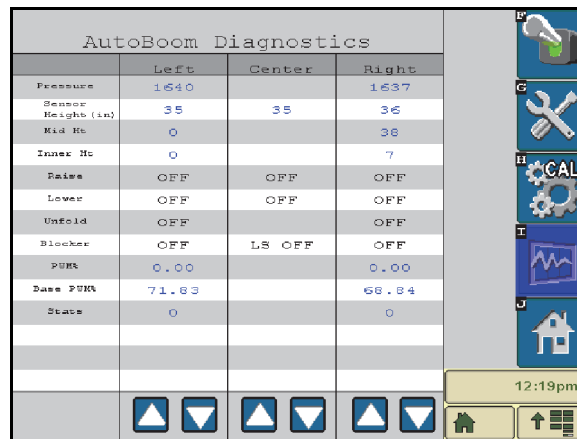 AutoBoom Diagnostics
Left Center Right
Pressure 1640 1637
Sensor Height(in) 35 35 36
Mid Ht 0 38
Inner Ht 0 7
Raise OFF OFF OFF
Lower OFF OFF OFF
Unfold OFF OFF
Blocker OFF LS OFF OFF
PWM% 0.00 0.00
Base PWM% 71.83 68.84
State 0 0
F
G
H
CAL
I
J
12:19pm